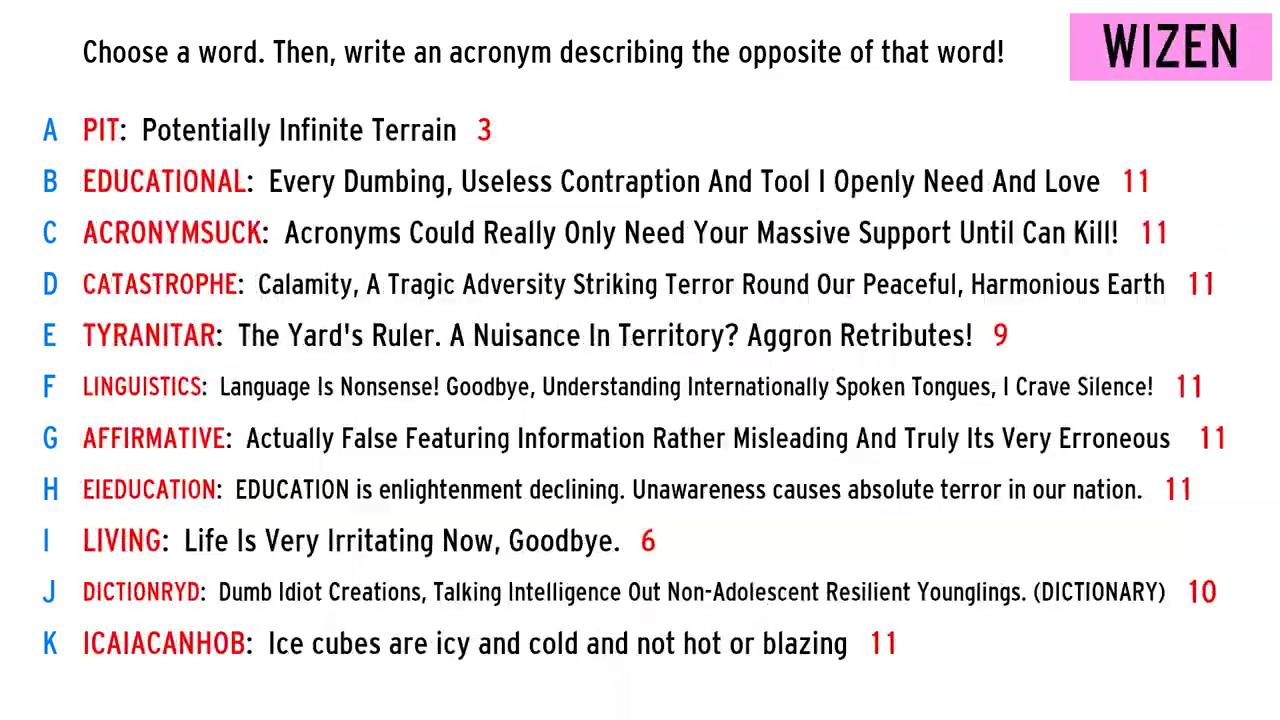 Choose a word. Then, write an acronym describing the opposite of that word!
WIZEN
A PIT: Potentially Infinite Terrain 3
B EDUCATIONAL: Every Dumbing, Useless Contraption And Tool I Openly Need And Love 11
C ACRONYMSUCK: Acronyms Could Really Only Need Your Massive Support Until Can Kill! 11
D CATASTROPHE: Calamity, A Tragic Adversity Striking Terror Round Our Peaceful, Harmonious Earth 11
E TYRANITAR: The Yard's Ruler. A Nuisance In Territory? Aggron Retributes! 9
F LINGUISTICS: Language Is Nonsense! Goodbye, Understanding Internationally Spoken Tongues, I Crave Silence! 11
G AFFIRMATIVE: Actually False Featuring Information Rather Misleading And Truly Its Very Erroneous 11
H EIEDUCATION: EDUCATION is enlightenment declining. Unawareness causes absolute terror in our nation. 11
I LIVING: Life Is Very Irritating Now, Goodbye. 6
J DICTIONRYD: Dumb Idiot Creations, Talking Intelligence Out Non-Adolescent Resilient Younglings. (DICTIONARY) 10
K ICAIACANHOB: Ice cubes are icy and cold and not hot or blazing 11